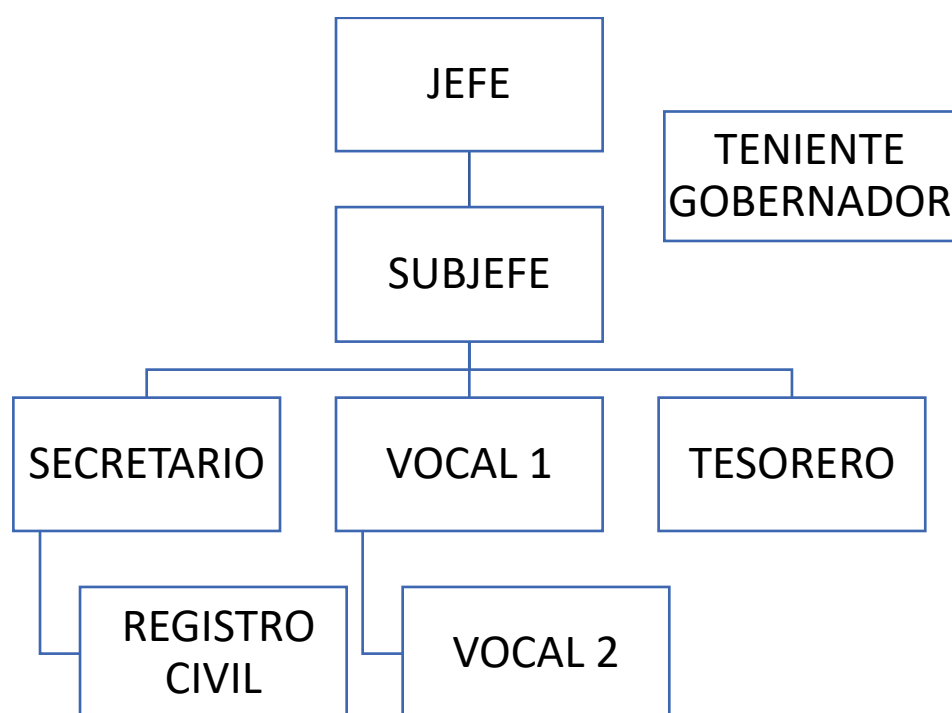 JEFE
TENIENTE
GOBERNADOR
SUBJEFE
SECRETARIO
VOCAL 1
TESORERO
REGISTRO
CIVIL
VOCAL 2